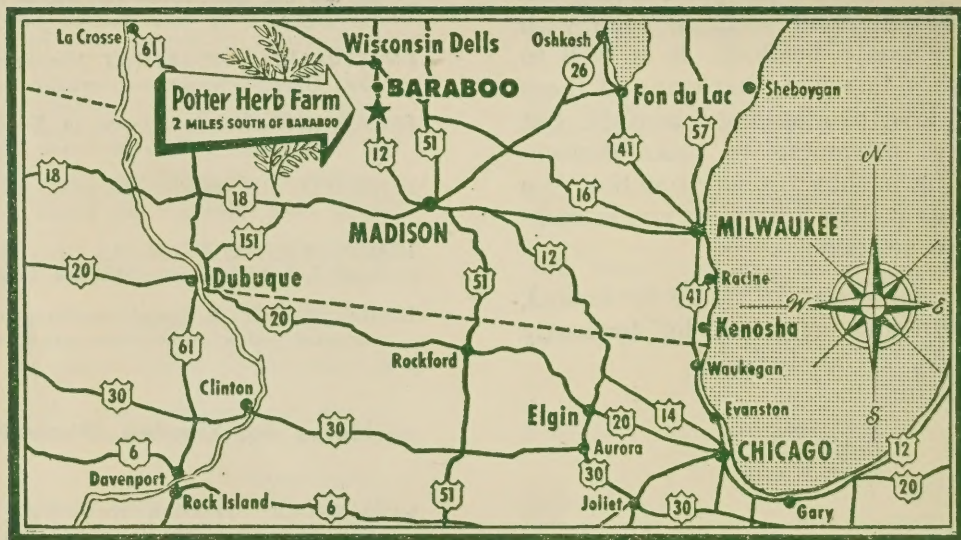 La Crosse
61
Wisconsin Dells
Oshkosh
26
Potter Herb Farm
2 MILES SOUTH OF BARABOO
BARABOO
Fon du Lac
Sheboygan
57
12
51
41
N
18
18
16
MADISON
MILWAUKEE
151
12
20
Dubuque
51
Racine
41
W
E
20
Kenosha
61
Rockford
Waukegan
Clinton
30
Elgin
14
Evanston
S
30
20
CHICAGO
12
6
Aurora
Davenport
30
20
Rock Island
51
Joliet
6
30
Gary